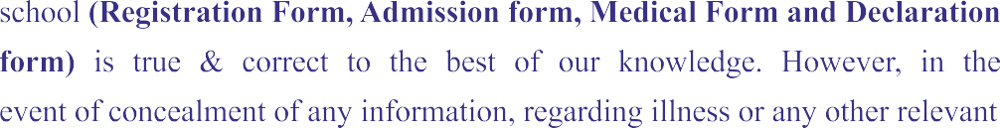 school (Registration Form, Admission form, Medical Form and Declaration
form) is true & correct to the best of our knowledge. However, in the
event of concealment of any information, regarding illness or any other relevant